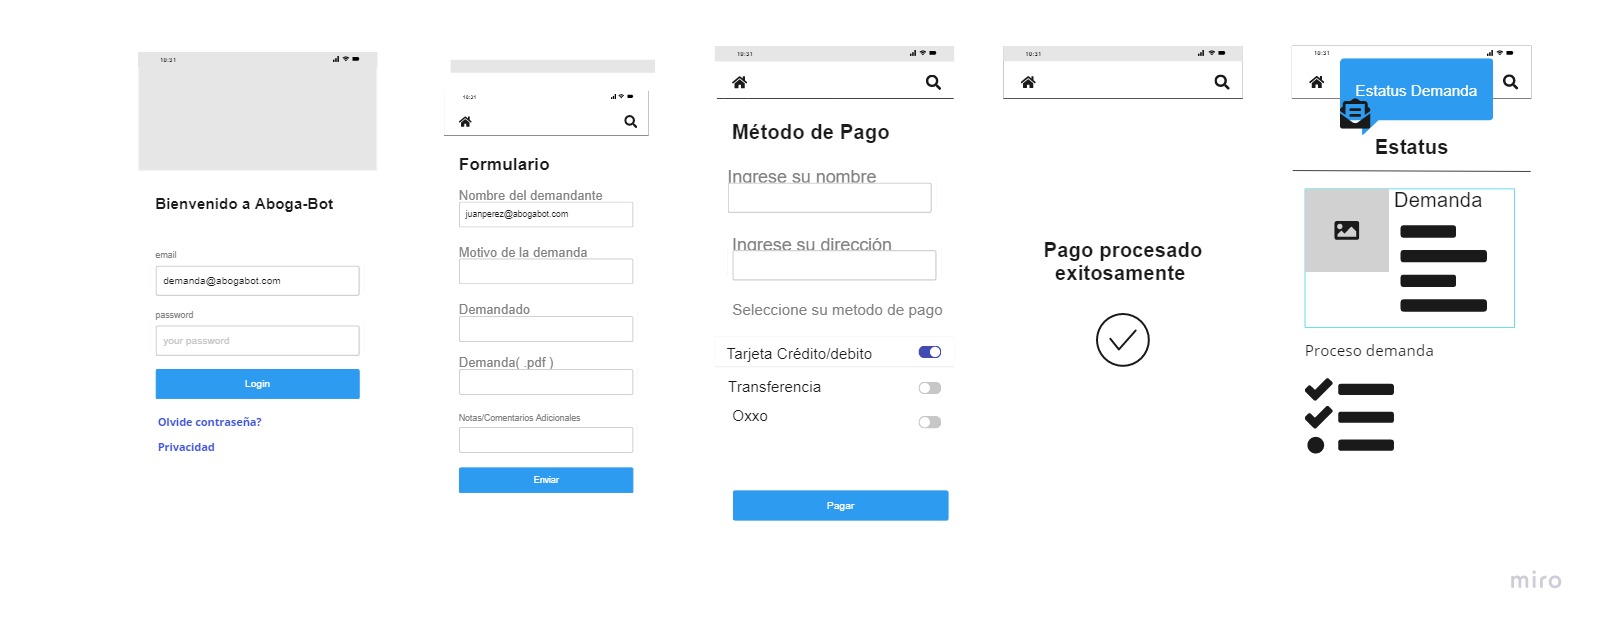 10:31
Bienvenido a Aboga-Bot
email
demanda@abogabot.com
password
your password
Login
Olvide contraseña?
Privacidad
10:31
Formulario
Nombre del demandante
juanperez@abogabot.com
Motivo de la demanda
Demandado
Demanda( .pdf )
Notas/Comentarios Adicionales
Enviar
10:31
Método de Pago
Ingrese su nombre
Ingrese su dirección
Seleccione su metodo de pago
Tarjeta Crédito/debito
Transferencia
Oxxo
Pagar
10:31
Pago procesado
exitosamente
10:31
Estatus Demanda
Estatus
Demanda
Proceso demanda
miro